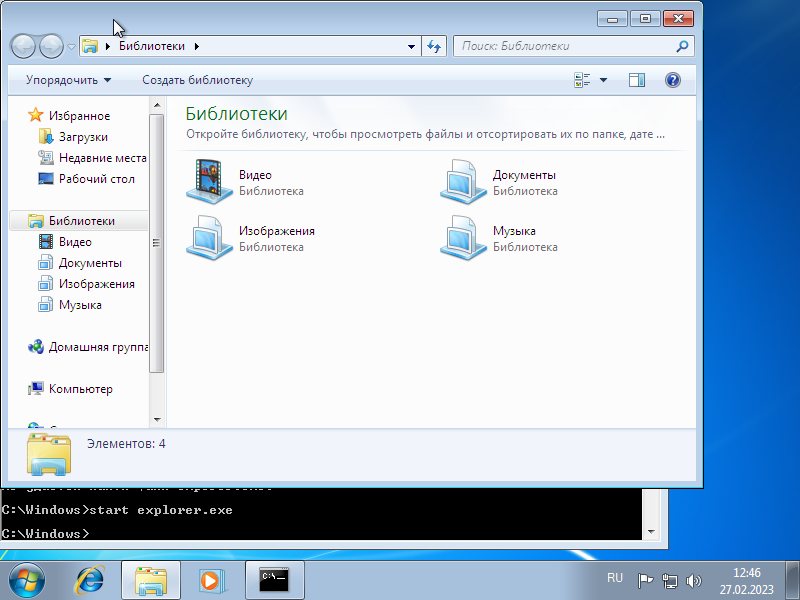 Библиотеки
Поиск: Библиотеки
Упорядочить
Создать библиотеку
Избранное
Загрузки
Недавние места
Рабочий стол
Библиотеки
Видео
Документы
Изображения
Музыка
Домашняя группа
Компьютер
Библиотеки
Откройте библиотеку, чтобы просмотреть файлы и отсортировать их по папке, дате ...
Видео
Библиотека
Документы
Библиотека
Изображения
Библиотека
Музыка
Библиотека
Элементов: 4
C:\Windows>start explorer.exe
C:\Windows>
C:\_
RU
12:46
27.02.2023